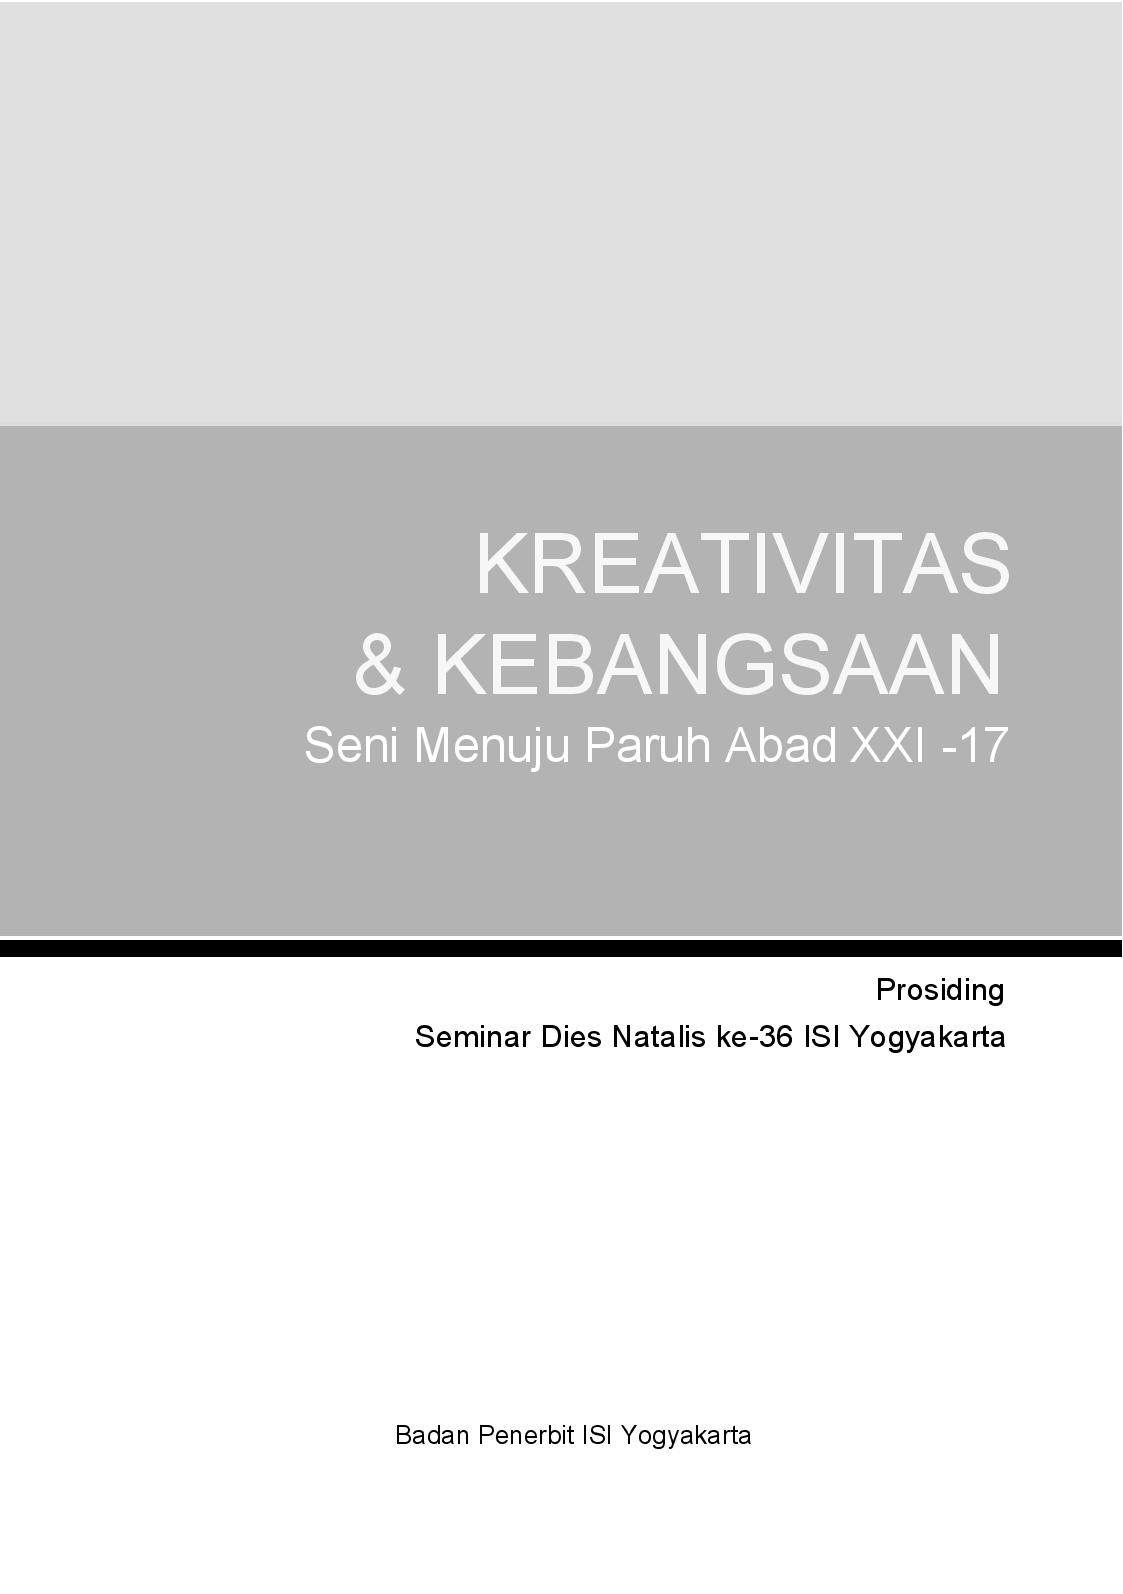 KREATIVITAS
& KEBANGSAAN
Seni Menuju Paruh Abad XXI -17
Prosiding
Seminar Dies Natalis ke-36 ISI Yogyakarta
Badan Penerbit ISI Yogyakarta